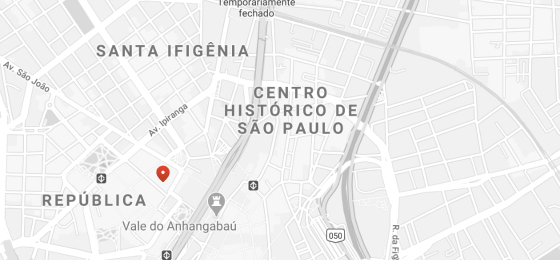 Temporariamente
fechado
SANTA IFIGÊNIA
Av. São João
CENTRO
HISTÓRICO DE
SÃO PAULO
Av. Ipiranga
REPÚBLICA
Vale do Anhangabaú
050
R. da Fig